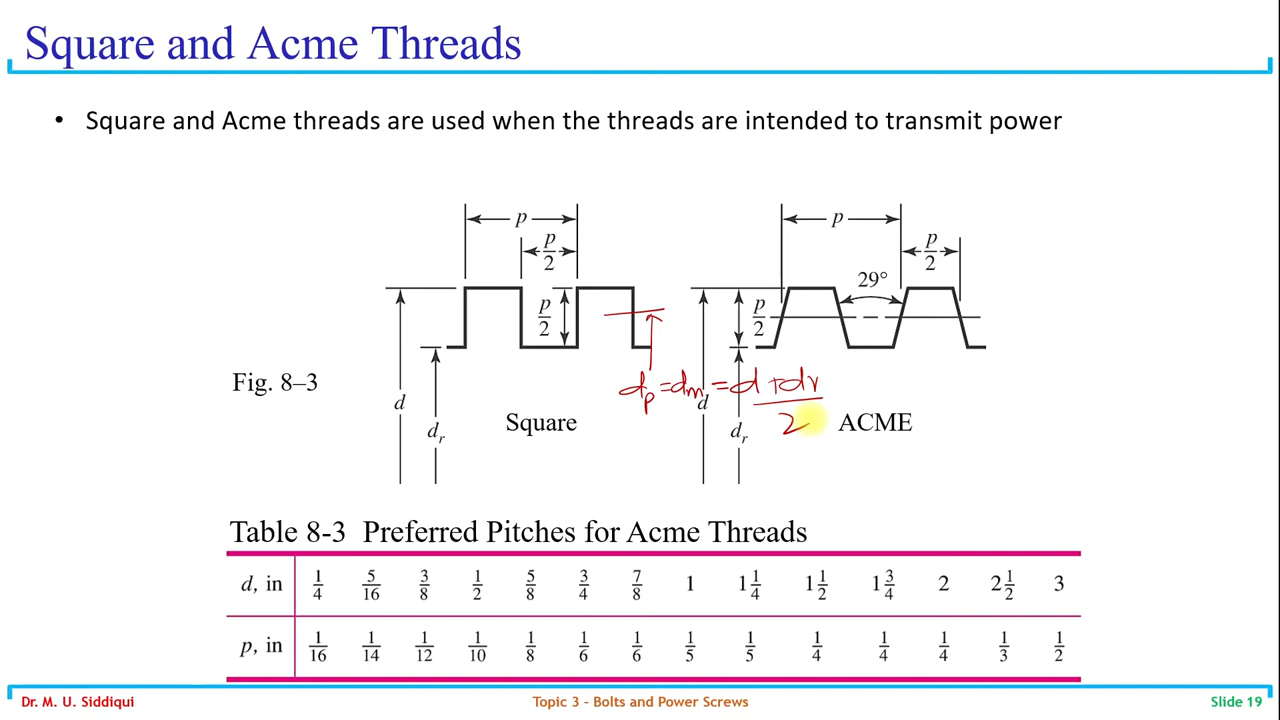 Square and Acme Threads
• Square and Acme threads are used when the threads are intended to transmit power
p p
p/2 p/2
29°
p/2 p/2
Fig. 8–3
dp = dm = d + dr / 2
d d
dr Square dr ACME
Table 8-3 Preferred Pitches for Acme Threads
d, in 1/4 5/16 3/8 1/2 5/8 3/4 7/8 1 1 1/4 1 1/2 1 3/4 2 2 1/2 3
p, in 1/16 1/14 1/12 1/10 1/8 1/6 1/6 1/5 1/5 1/4 1/4 1/4 1/3 1/2
Dr. M. U. Siddiqui Topic 3 - Bolts and Power Screws Slide 19